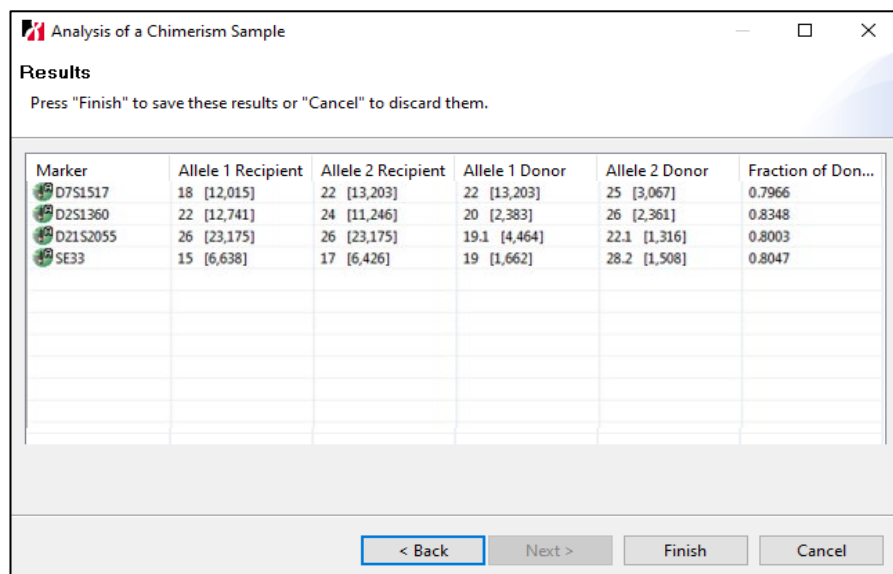 Analysis of a Chimerism Sample
Results
Press "Finish" to save these results or "Cancel" to discard them.
Marker Allele 1 Recipient Allele 2 Recipient Allele 1 Donor Allele 2 Donor Fraction of Don...
D7S1517 18 [12,015] 22 [13,203] 22 [13,203] 25 [3,067] 0.7966
D2S1360 22 [12,741] 24 [11,246] 20 [2,383] 26 [2,361] 0.8348
D21S2055 26 [23,175] 26 [23,175] 19.1 [4,464] 22.1 [1,316] 0.8003
SE33 15 [6,638] 17 [6,426] 19 [1,662] 28.2 [1,508] 0.8047
< Back Next > Finish Cancel